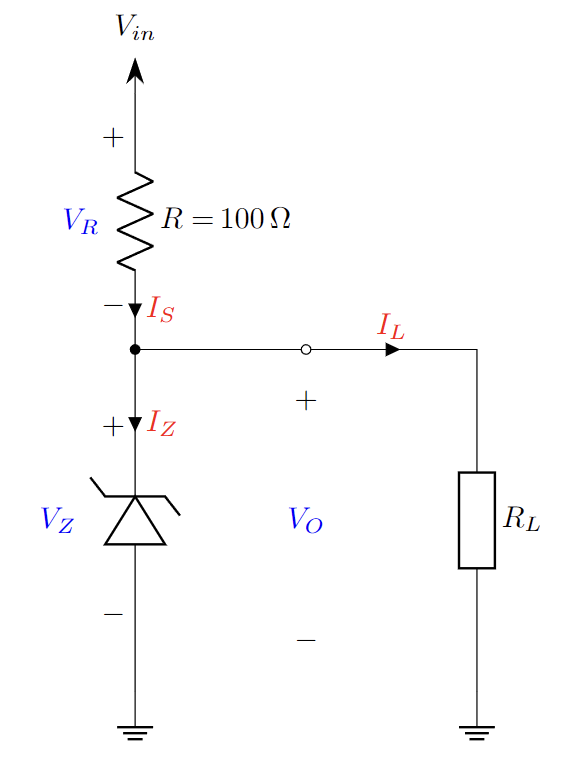 V_in
+
V_R
R = 100 Ω
−
I_S
I_L
+
+
I_Z
V_Z
V_O
R_L
−
−